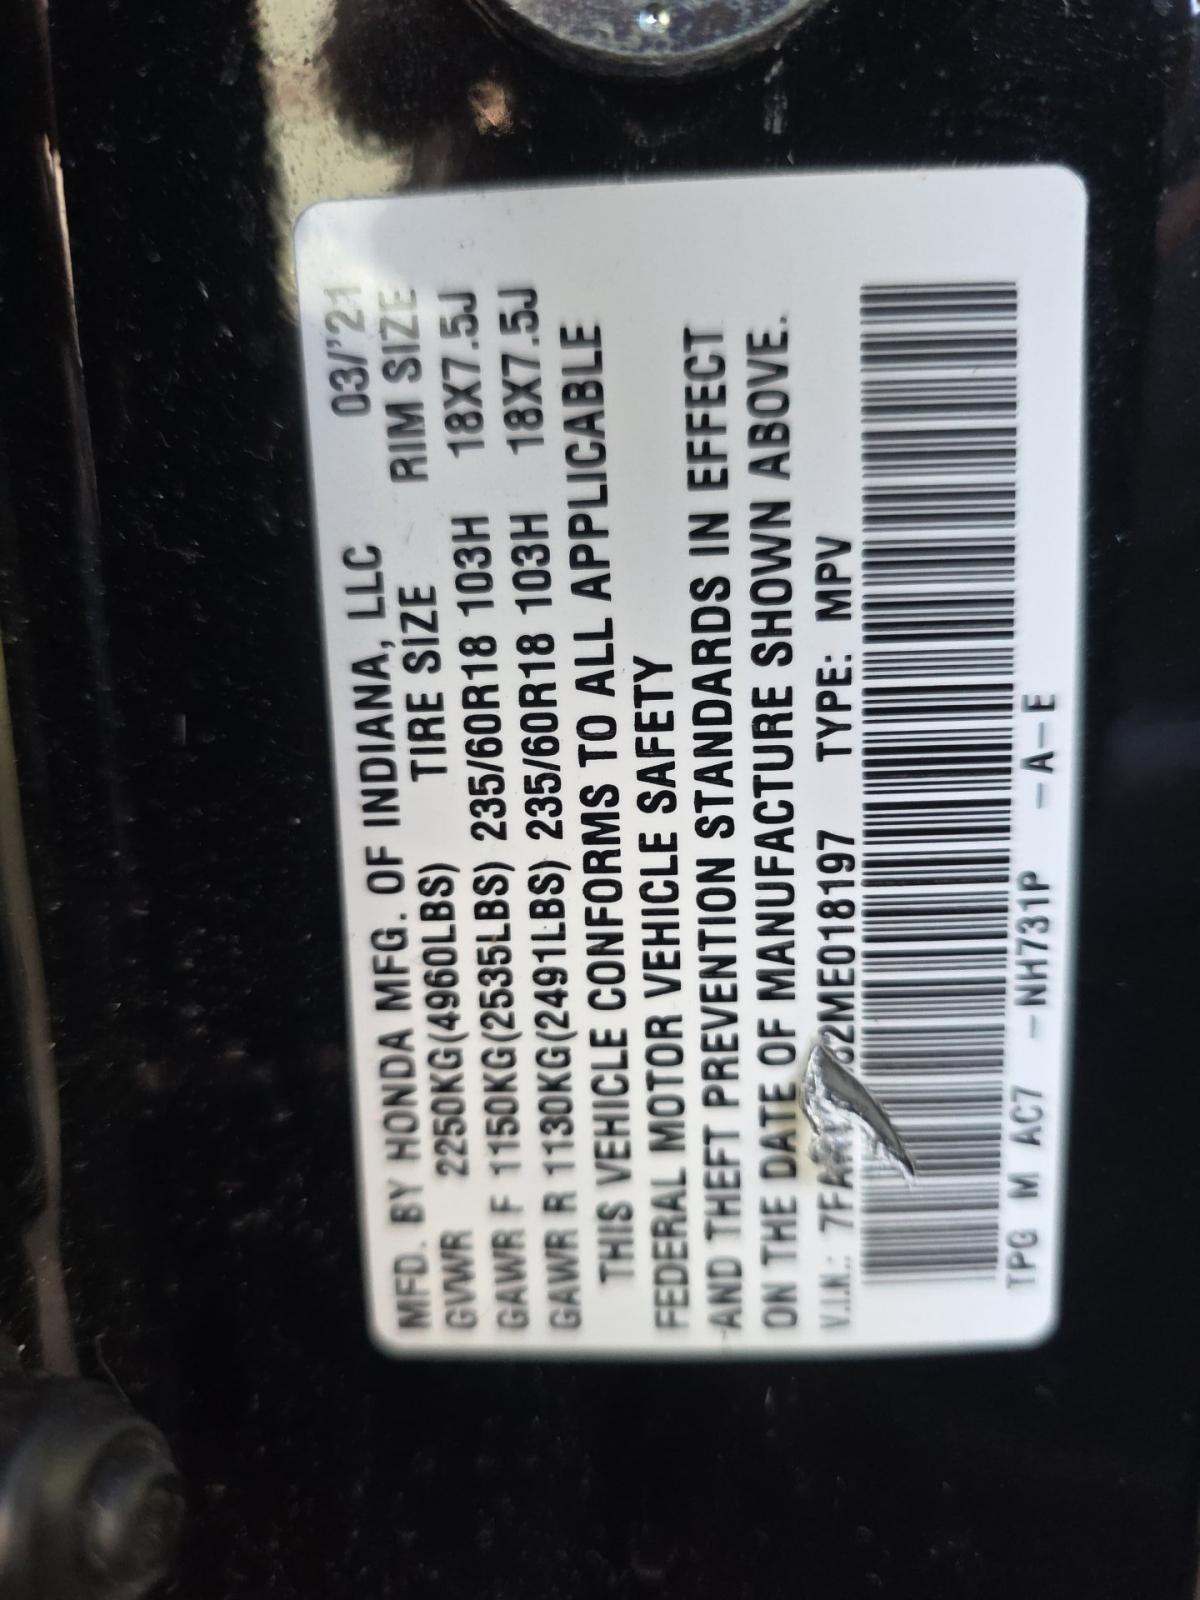 MFD. BY HONDA MFG. OF INDIANA, LLC 03/'21
GVWR 2250KG(4960LBS) TIRE SIZE RIM SIZE
GAWR F 1150KG(2535LBS) 235/60R18 103H 18X7.5J
GAWR R 1130KG(2491LBS) 235/60R18 103H 18X7.5J
THIS VEHICLE CONFORMS TO ALL APPLICABLE
FEDERAL MOTOR VEHICLE SAFETY
AND THEFT PREVENTION STANDARDS IN EFFECT
ON THE DATE OF MANUFACTURE SHOWN ABOVE.
V.I.N.: TYPE: MPV
TPG M AC7 -NH731P -A-E